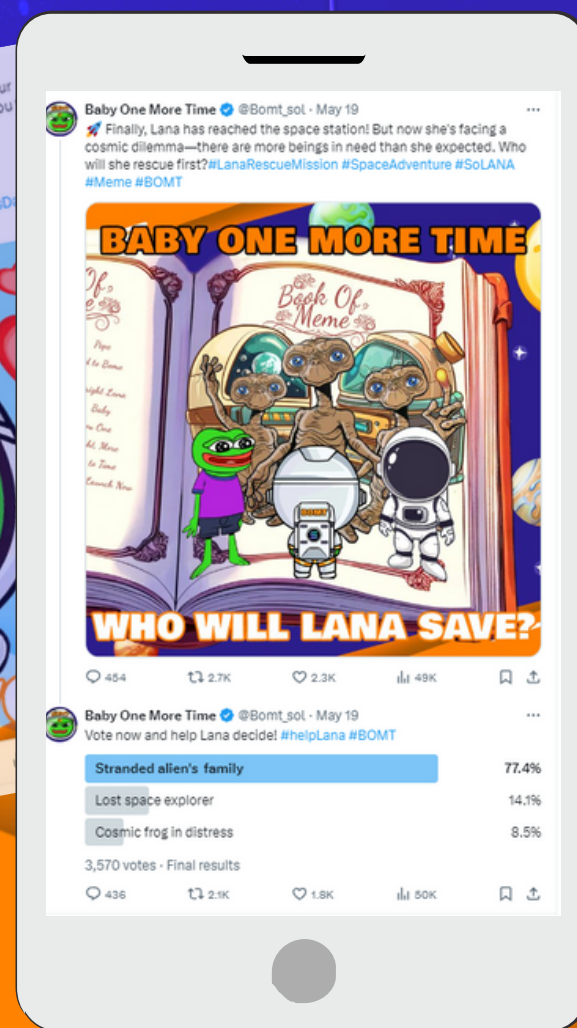 Baby One More Time @Bomt_sol · May 19
🚀 Finally, Lana has reached the space station! But now she's facing a
cosmic dilemma—there are more beings in need than she expected. Who
will she rescue first?#LanaRescueMission #SpaceAdventure #SoLANA
#Meme #BOMT
BABY ONE MORE TIME
Book Of
Meme
Pepe
Baby
BOMT
WHO WILL LANA SAVE?
454 2.7K 2.3K 49K
Baby One More Time @Bomt_sol · May 19
Vote now and help Lana decide! #helpLana #BOMT
Stranded alien's family 77.4%
Lost space explorer 14.1%
Cosmic frog in distress 8.5%
3,570 votes · Final results
436 2.1K 1.8K 50K